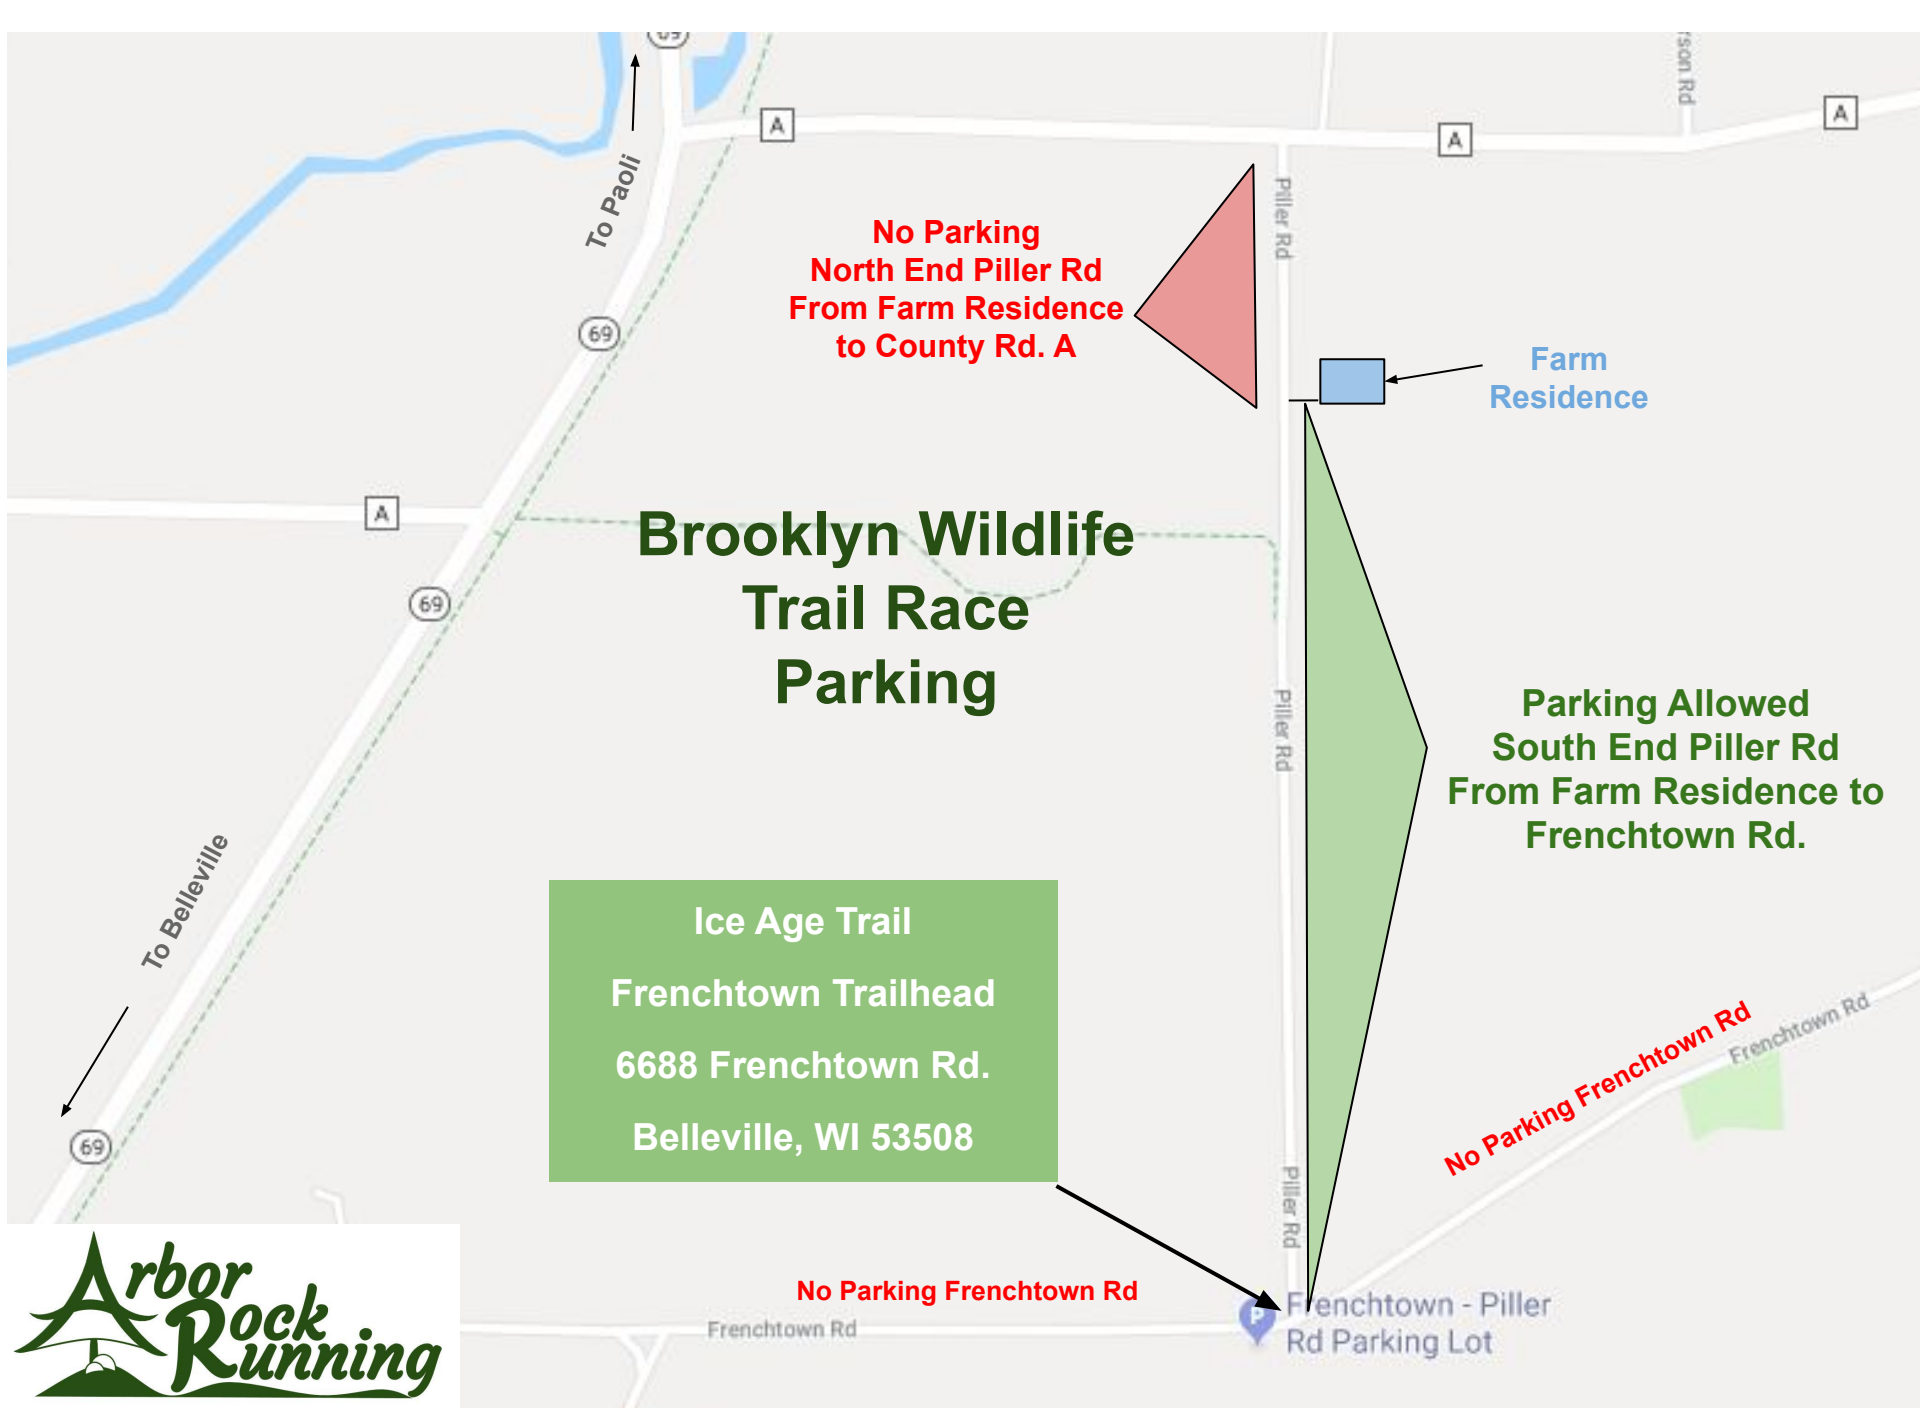 69
rson Rd
A
A
A
To Paoli
Piller Rd
No Parking
North End Piller Rd
From Farm Residence
to County Rd. A
69
Farm
Residence
A
Brooklyn Wildlife
Trail Race
Parking
69
Piller Rd
Parking Allowed
South End Piller Rd
From Farm Residence to
Frenchtown Rd.
To Belleville
Ice Age Trail
Frenchtown Trailhead
6688 Frenchtown Rd.
Belleville, WI 53508
No Parking Frenchtown Rd
Frenchtown Rd
69
Piller Rd
No Parking Frenchtown Rd
Frenchtown Rd
P
Frenchtown - Piller
Rd Parking Lot
Arbor
Rock
Running